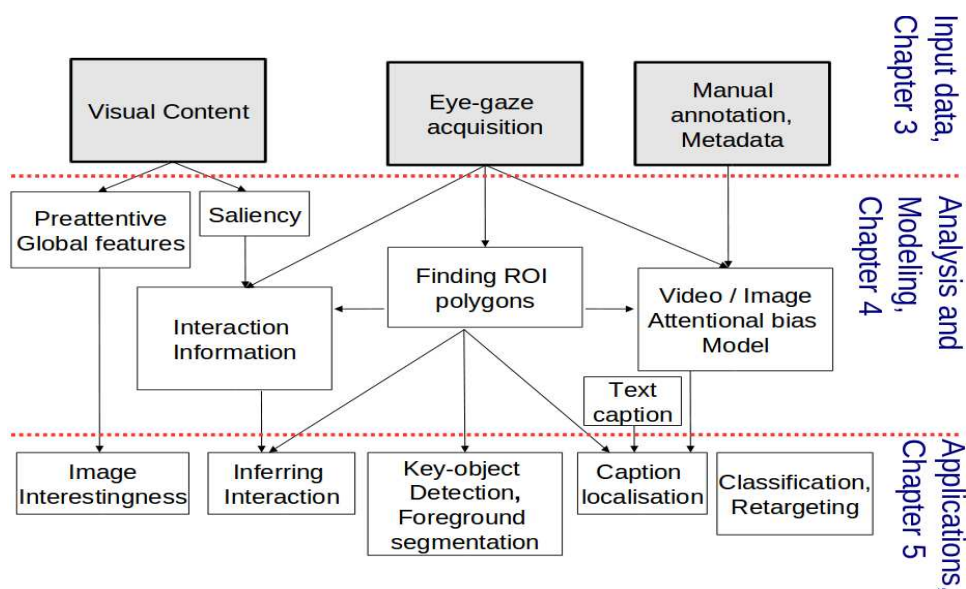 Input data,
Chapter 3
Visual Content
Eye-gaze
acquisition
Manual
annotation,
Metadata
Analysis and
Modeling,
Chapter 4
Preattentive
Global features
Saliency
Finding ROI
polygons
Interaction
Information
Video / Image
Attentional bias
Model
Text
caption
Applications,
Chapter 5
Image
Interestingness
Inferring
Interaction
Key-object
Detection,
Foreground
segmentation
Caption
localisation
Classification,
Retargeting